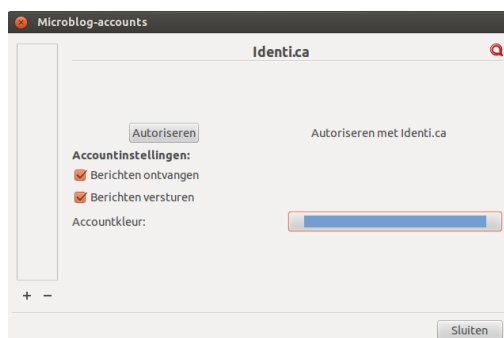 Microblog-accounts
Identi.ca
Autoriseren
Autoriseren met Identi.ca
Accountinstellingen:
Berichten ontvangen
Berichten versturen
Accountkleur:
+ −
Sluiten